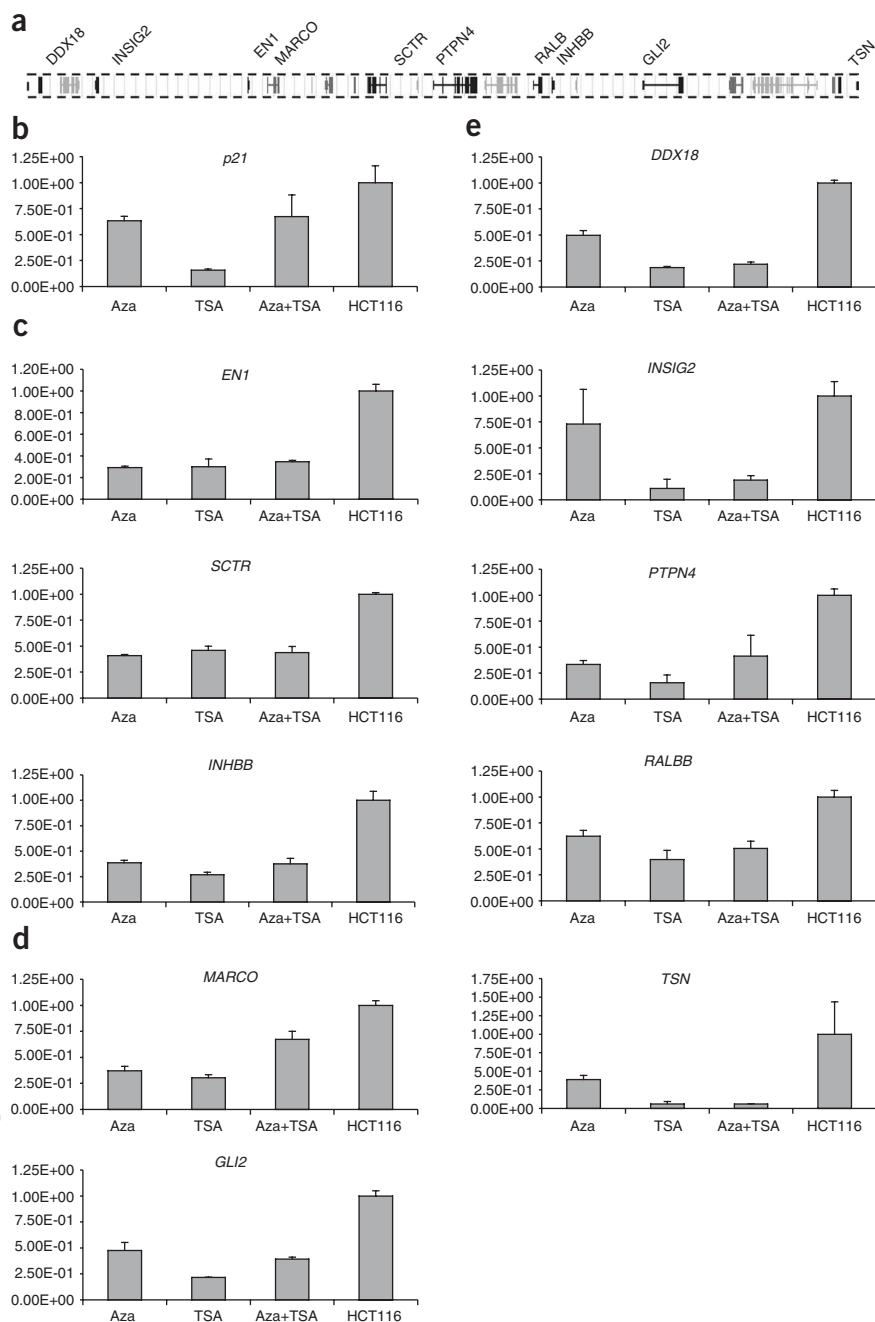 a
DDX18
INSIG2
EN1
MARCO
SCTR
PTPN4
RALB
INHBB
GLI2
TSN
b
p21
1.25E+00
1.00E+00
7.50E-01
5.00E-01
2.50E-01
0.00E+00
Aza TSA Aza+TSA HCT116
c
EN1
1.20E+00
1.00E+00
8.00E-01
6.00E-01
4.00E-01
2.00E-01
0.00E+00
Aza TSA Aza+TSA HCT116
SCTR
1.25E+00
1.00E+00
7.50E-01
5.00E-01
2.50E-01
0.00E+00
Aza TSA Aza+TSA HCT116
INHBB
1.25E+00
1.00E+00
7.50E-01
5.00E-01
2.50E-01
0.00E+00
Aza TSA Aza+TSA HCT116
d
MARCO
1.25E+00
1.00E+00
7.50E-01
5.00E-01
2.50E-01
0.00E+00
Aza TSA Aza+TSA HCT116
GLI2
1.25E+00
1.00E+00
7.50E-01
5.00E-01
2.50E-01
0.00E+00
Aza TSA Aza+TSA HCT116
e
DDX18
1.25E+00
1.00E+00
7.50E-01
5.00E-01
2.50E-01
0.00E+00
Aza TSA Aza+TSA HCT116
INSIG2
1.25E+00
1.00E+00
7.50E-01
5.00E-01
2.50E-01
0.00E+00
Aza TSA Aza+TSA HCT116
PTPN4
1.25E+00
1.00E+00
7.50E-01
5.00E-01
2.50E-01
0.00E+00
Aza TSA Aza+TSA HCT116
RALBB
1.25E+00
1.00E+00
7.50E-01
5.00E-01
2.50E-01
0.00E+00
Aza TSA Aza+TSA HCT116
TSN
1.75E+00
1.50E+00
1.25E+00
1.00E+00
7.50E-01
5.00E-01
2.50E-01
0.00E+00
Aza TSA Aza+TSA HCT116